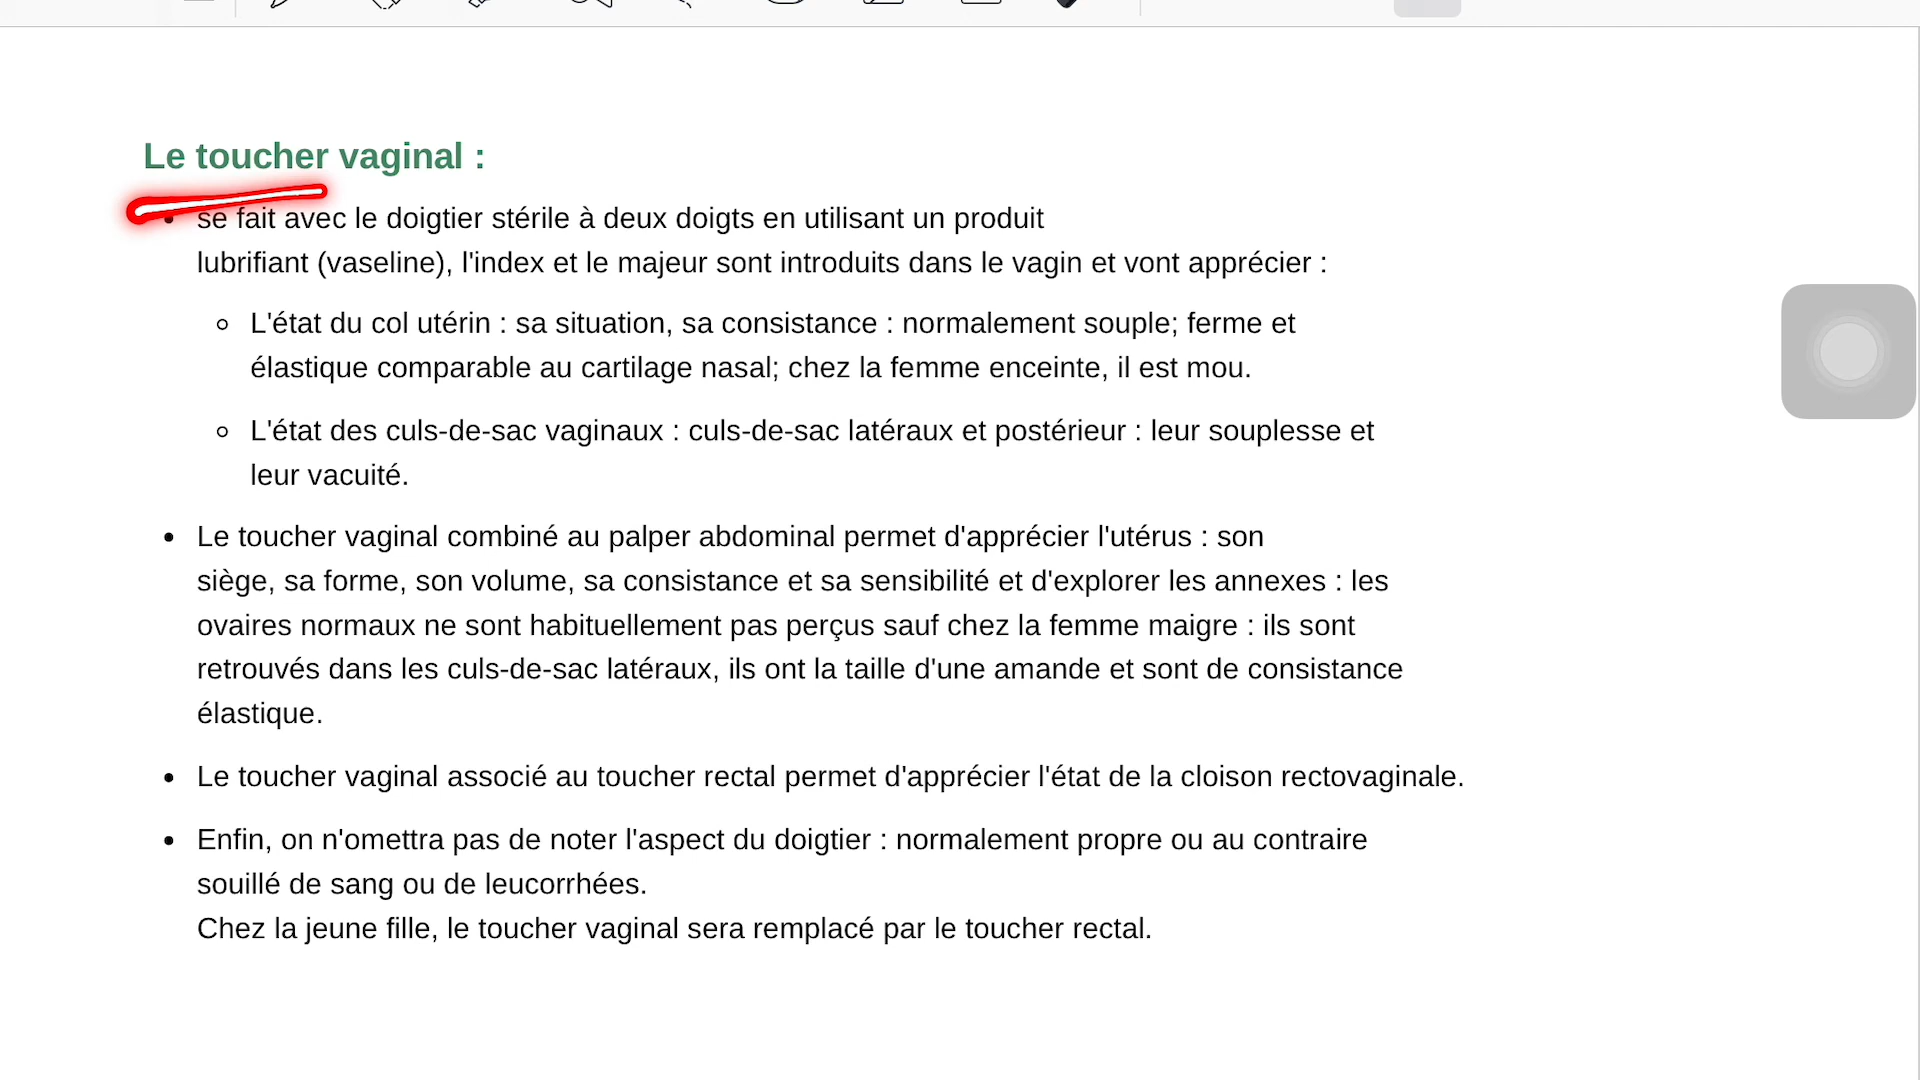 Le toucher vaginal :
se fait avec le doigtier stérile à deux doigts en utilisant un produit
lubrifiant (vaseline), l'index et le majeur sont introduits dans le vagin et vont apprécier :
L'état du col utérin : sa situation, sa consistance : normalement souple; ferme et
élastique comparable au cartilage nasal; chez la femme enceinte, il est mou.
L'état des culs-de-sac vaginaux : culs-de-sac latéraux et postérieur : leur souplesse et
leur vacuité.
Le toucher vaginal combiné au palper abdominal permet d'apprécier l'utérus : son
siège, sa forme, son volume, sa consistance et sa sensibilité et d'explorer les annexes : les
ovaires normaux ne sont habituellement pas perçus sauf chez la femme maigre : ils sont
retrouvés dans les culs-de-sac latéraux, ils ont la taille d'une amande et sont de consistance
élastique.
Le toucher vaginal associé au toucher rectal permet d'apprécier l'état de la cloison rectovaginale.
Enfin, on n'omettra pas de noter l'aspect du doigtier : normalement propre ou au contraire
souillé de sang ou de leucorrhées.
Chez la jeune fille, le toucher vaginal sera remplacé par le toucher rectal.